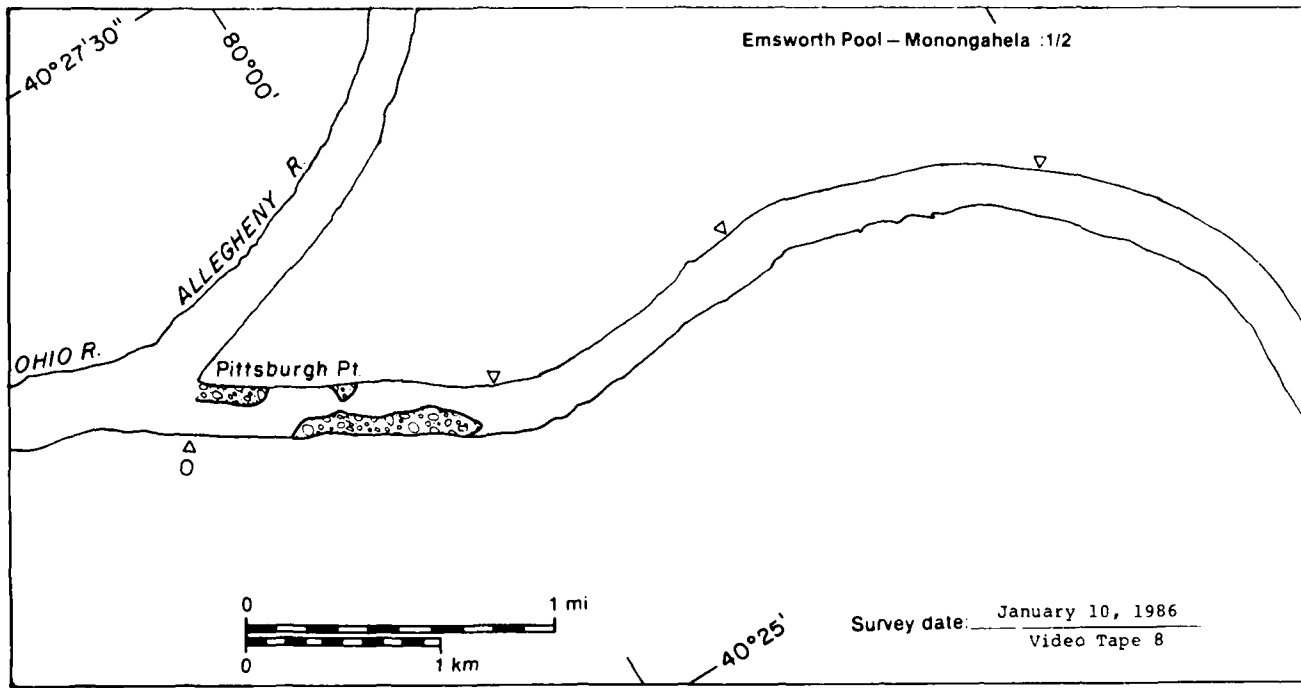 40°27'30"
80°00'
Emsworth Pool – Monongahela :1/2
ALLEGHENY R.
OHIO R.
Pittsburgh Pt.
0
0 1 mi
0 1 km
40°25'
Survey date: January 10, 1986
Video Tape 8